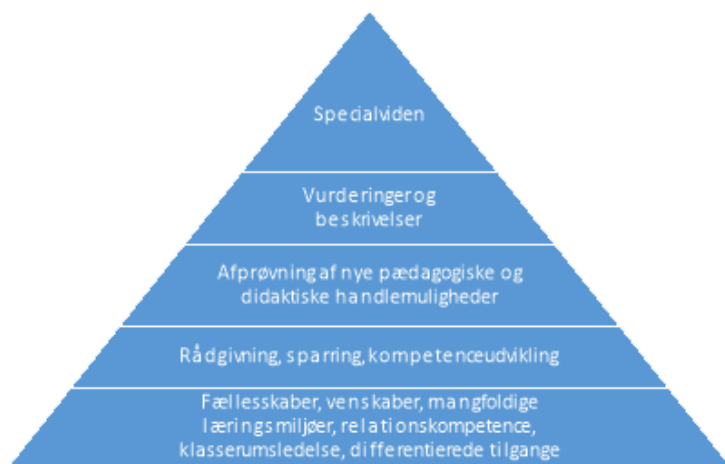 Specialviden
Vurderinger og
beskrivelser
Afprøvning af nye pædagogiske og
didaktiske handlemuligheder
Rådgivning, sparring, kompetenceudvikling
Fællesskaber, venskaber, mangfoldige
læringsmiljøer, relationskompetence,
klasserumsledelse, differentierede tilgange